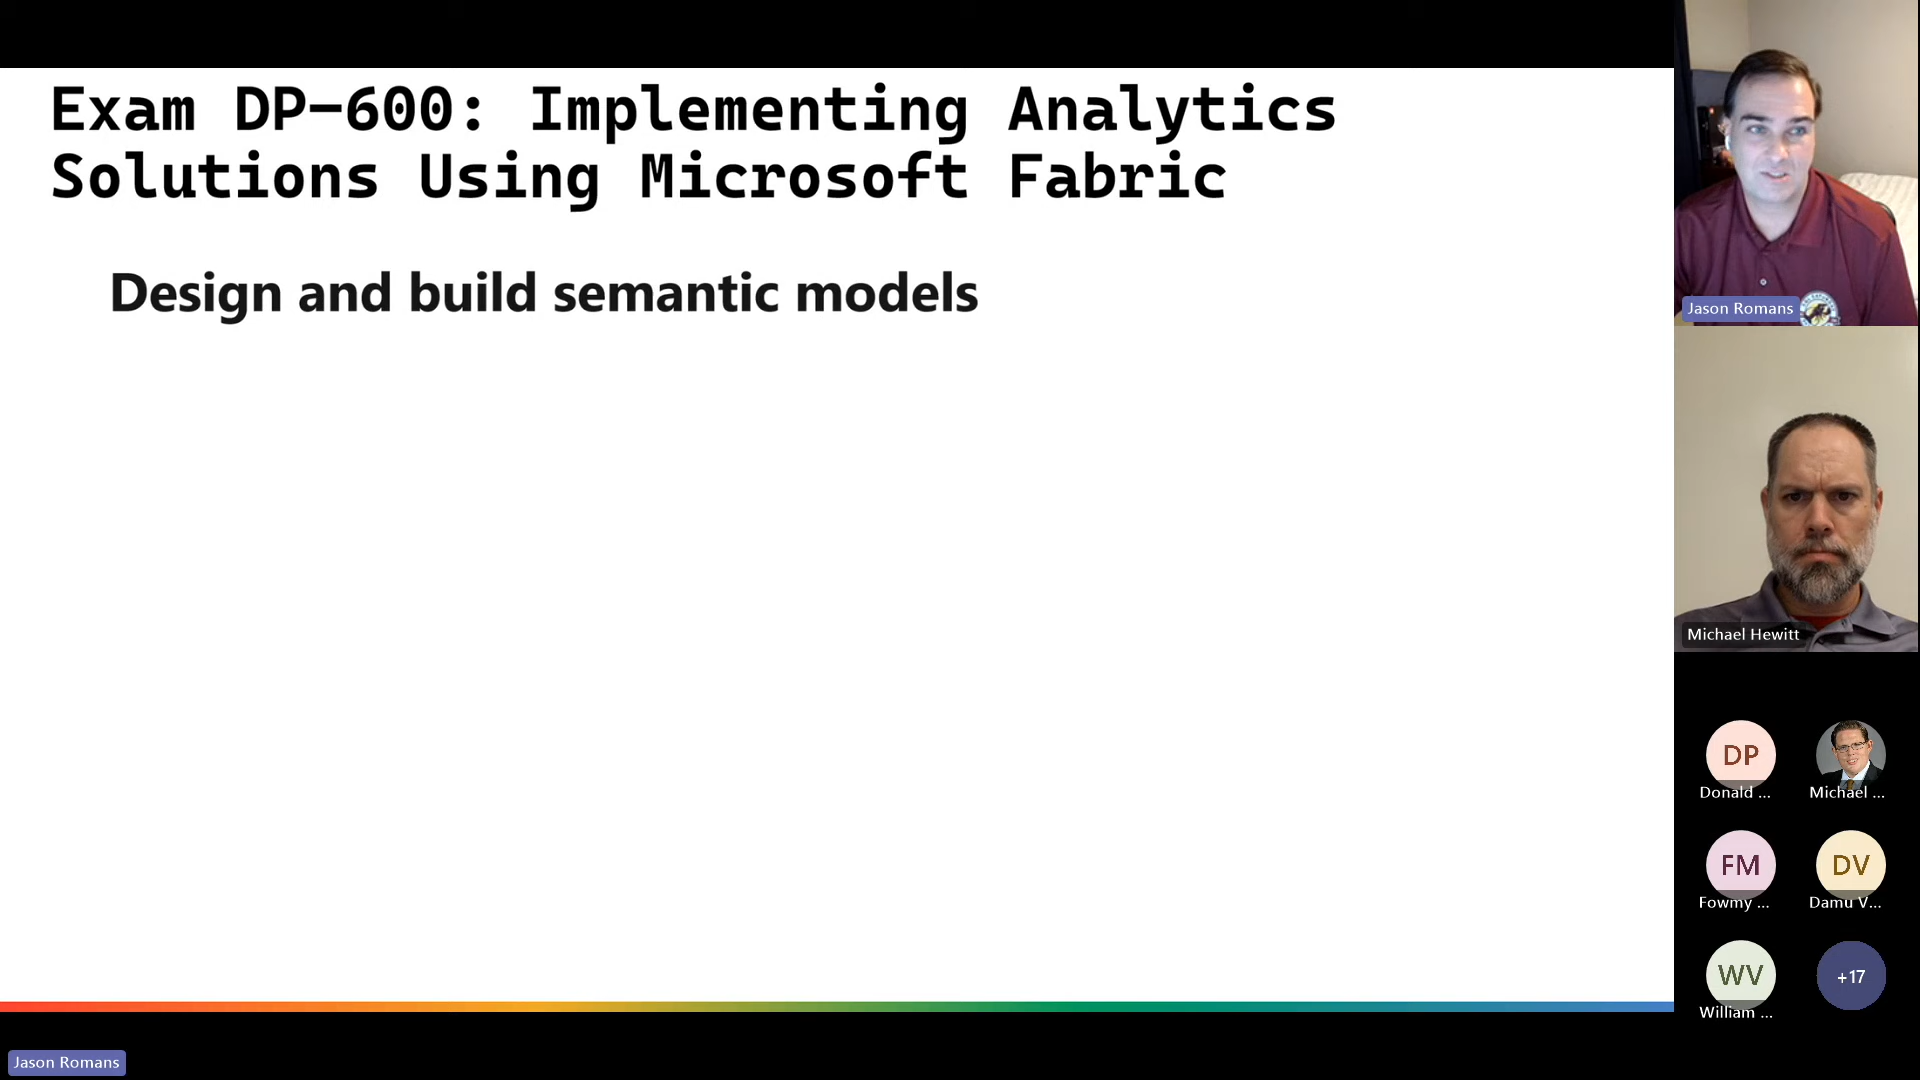 Exam DP-600: Implementing Analytics
Solutions Using Microsoft Fabric
Design and build semantic models
Jason Romans
Michael Hewitt
DP
Donald ...
Michael ...
FM
Fowmy ...
DV
Damu V...
WV
William ...
+17
Jason Romans